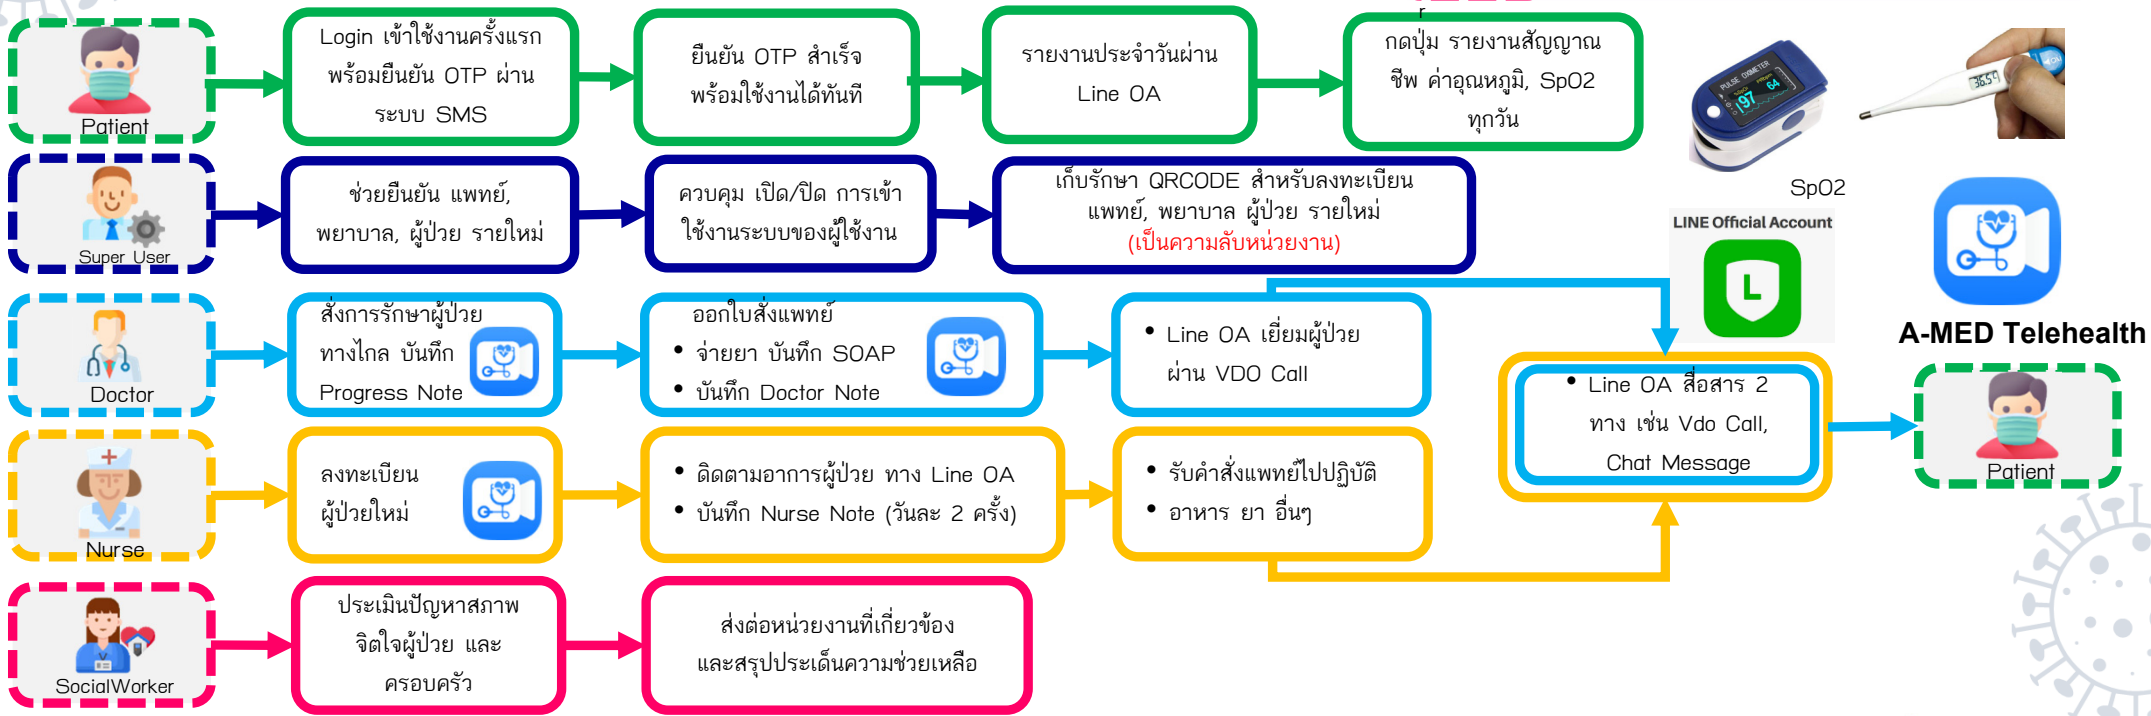 Patient
Login เข้าใช้งานครั้งแรก
พร้อมยืนยัน OTP ผ่าน
ระบบ SMS
ยืนยัน OTP สำเร็จ
พร้อมใช้งานได้ทันที
รายงานประจำวันผ่าน
Line OA
r
กดปุ่ม รายงานสัญญาณ
ชีพ ค่าอุณหภูมิ, SpO2
ทุกวัน
PULSE OXIMETER
97
64
36.5
SpO2
Super User
ช่วยยืนยัน แพทย์,
พยาบาล, ผู้ป่วย รายใหม่
ควบคุม เปิด/ปิด การเข้า
ใช้งานระบบของผู้ใช้งาน
เก็บรักษา QRCODE สำหรับลงทะเบียน
แพทย์, พยาบาล ผู้ป่วย รายใหม่
(เป็นความลับหน่วยงาน)
LINE Official Account
L
A-MED Telehealth
Doctor
สั่งการรักษาผู้ป่วย
ทางไกล บันทึก
Progress Note
ออกใบสั่งแพทย์
• จ่ายยา บันทึก SOAP
• บันทึก Doctor Note
• Line OA เยี่ยมผู้ป่วย
ผ่าน VDO Call
• Line OA สื่อสาร 2
ทาง เช่น Vdo Call,
Chat Message
Patient
Nurse
ลงทะเบียน
ผู้ป่วยใหม่
• ติดตามอาการผู้ป่วย ทาง Line OA
• บันทึก Nurse Note (วันละ 2 ครั้ง)
• รับคำสั่งแพทย์ไปปฏิบัติ
• อาหาร ยา อื่นๆ
SocialWorker
ประเมินปัญหาสภาพ
จิตใจผู้ป่วย และ
ครอบครัว
ส่งต่อหน่วยงานที่เกี่ยวข้อง
และสรุปประเด็นความช่วยเหลือ